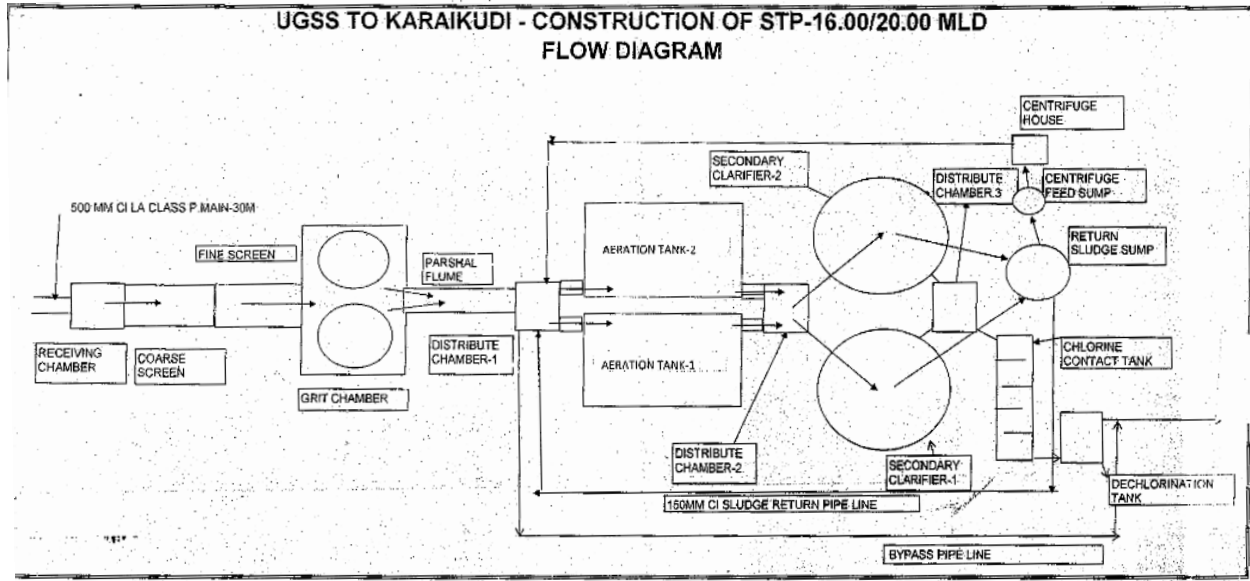 UGSS TO KARAIKUDI - CONSTRUCTION OF STP-16.00/20.00 MLD
FLOW DIAGRAM
CENTRIFUGE
HOUSE
SECONDARY
CLARIFIER-2
DISTRIBUTE
CHAMBER.3
CENTRIFUGE
FEED SUMP
500 MM CI LA CLASS P.MAIN-30M
RETURN
SLUDGE SUMP
FINE SCREEN
AERATION TANK-2
PARSHAL
FLUME
RECEIVING
CHAMBER
COARSE
SCREEN
GRIT CHAMBER
DISTRIBUTE
CHAMBER-1
AERATION TANK-1
CHLORINE
CONTACT TANK
DISTRIBUTE
CHAMBER-2
SECONDARY
CLARIFIER-1
DECHLORINATION
TANK
150MM CI SLUDGE RETURN PIPE LINE
BYPASS PIPE LINE